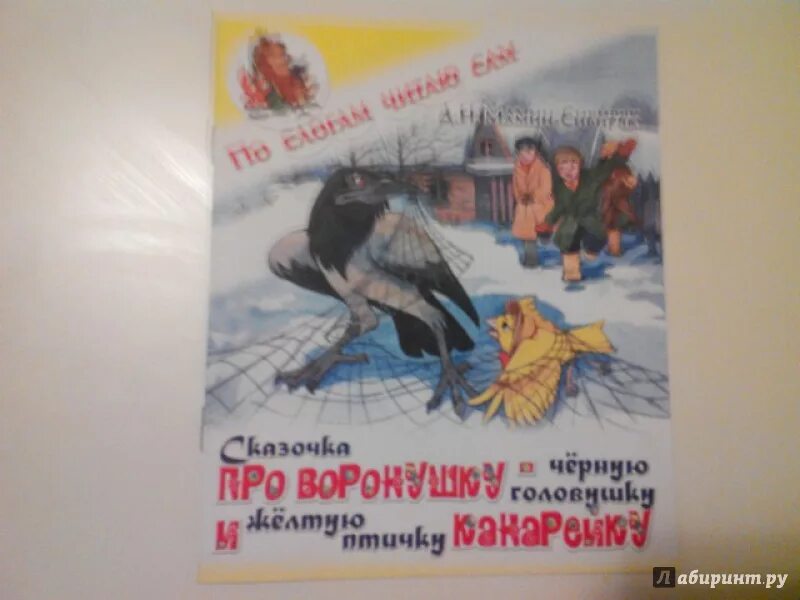 По слогам читаю сам
Д.Н. Мамин-Сибиряк
Сказочка
про воронушку - чёрную
головушку
и жёлтую
птичку канарейку
Лабиринт.ру